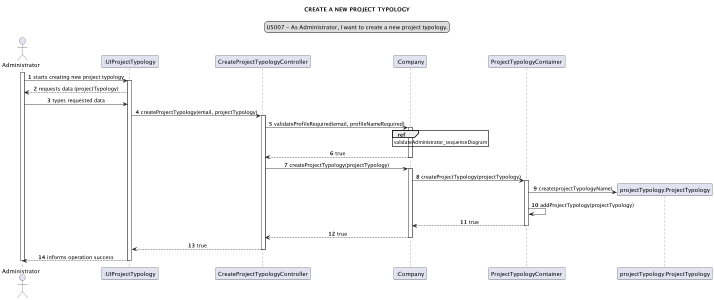 CREATE A NEW PROJECT TYPOLOGY
US007 - As Administrator, I want to create a new project typology.
Administrator
:UIProjectTypology
CreateProjectTypologyController
:Company
ProjectTypologyContainer
1 starts creating new project typology
2 requests data (projectTypology)
3 types requested data
4 createProjectTypology(email, projectTypology)
5 validateProfileRequired(email, profileNameRequired)
ref
validateAdministrator_sequenceDiagram
6 true
7 createProjectTypology(projectTypology)
8 createProjectTypology(projectTypology)
9 create(projectTypologyName)
projectTypology:ProjectTypology
10 addProjectTypology(projectTypology)
11 true
12 true
13 true
14 informs operation success
Administrator
:UIProjectTypology
CreateProjectTypologyController
:Company
ProjectTypologyContainer
projectTypology:ProjectTypology